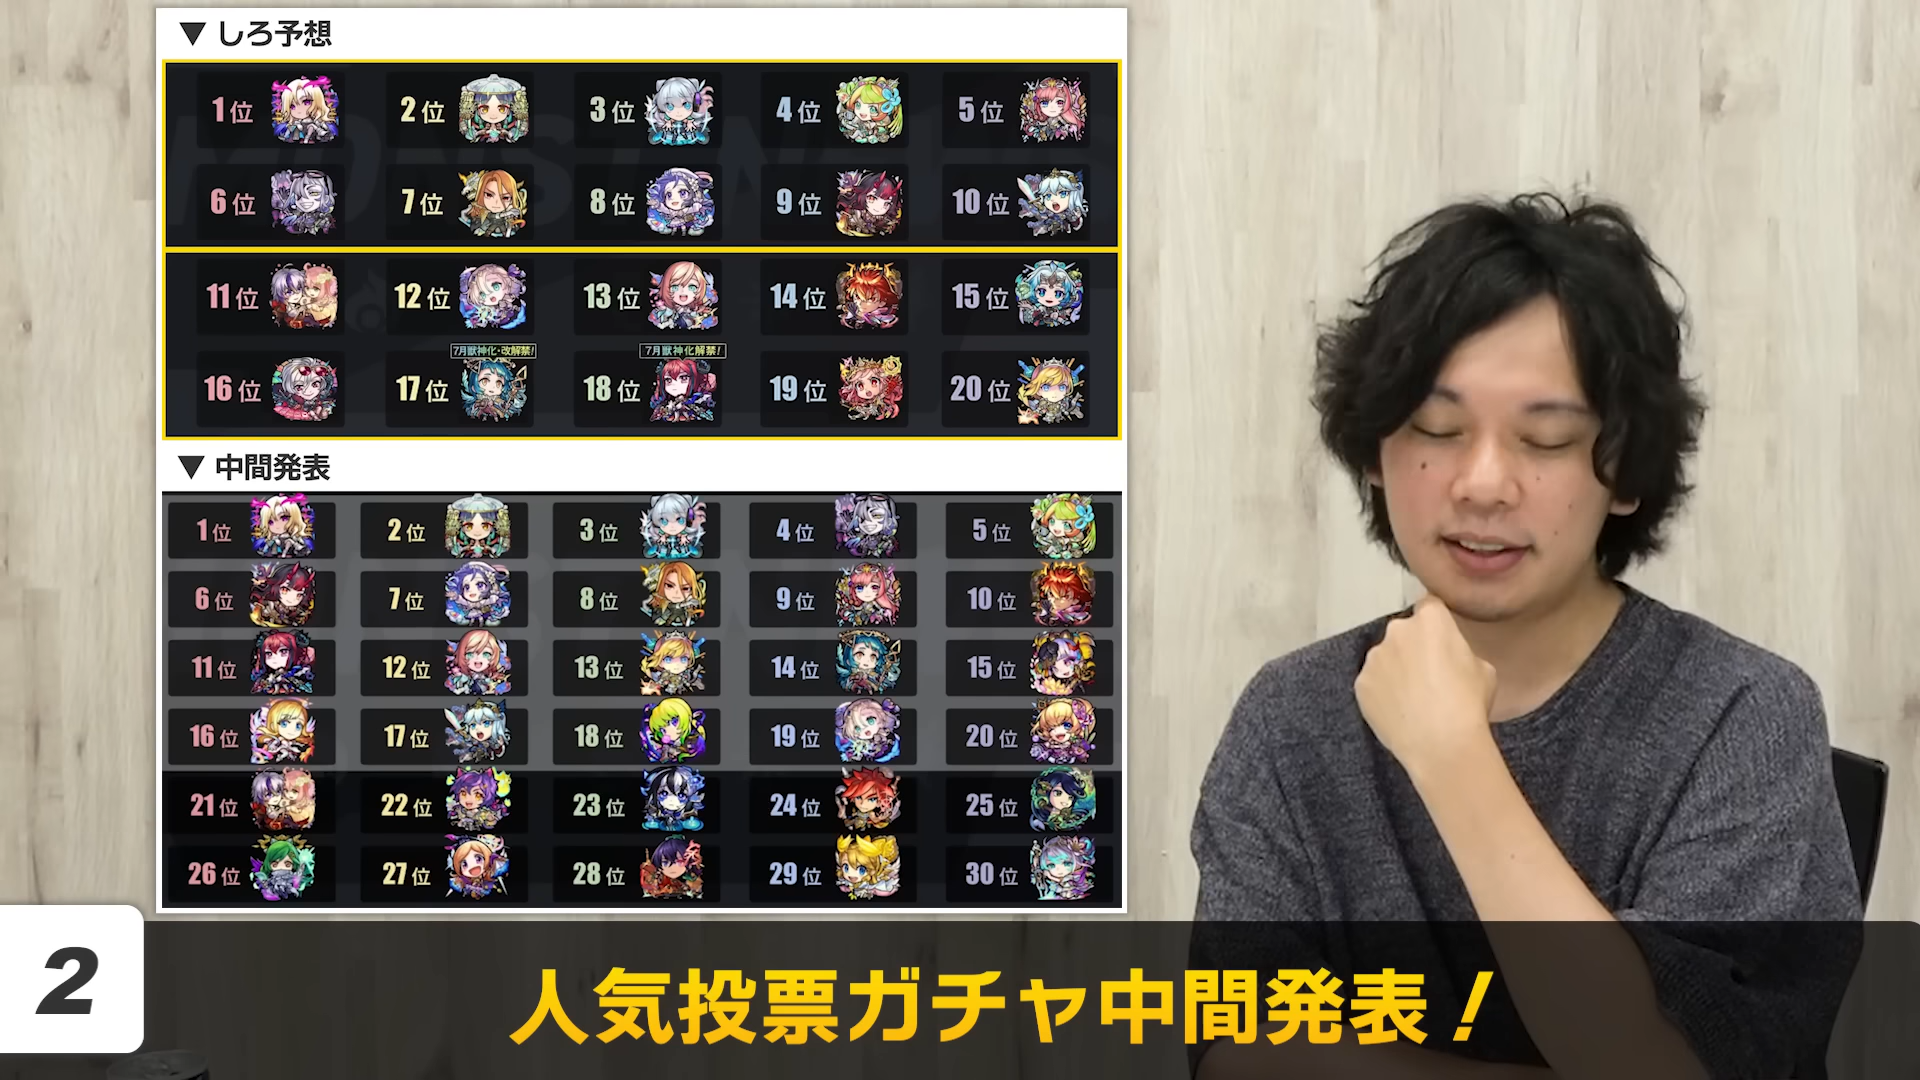 ▼ しろ予想
1位 2位 3位 4位 5位
6位 7位 8位 9位 10位
11位 12位 13位 14位 15位
7月獣神化・改解禁! 7月獣神化解禁!
16位 17位 18位 19位 20位
▼ 中間発表
1位 2位 3位 4位 5位
6位 7位 8位 9位 10位
11位 12位 13位 14位 15位
16位 17位 18位 19位 20位
21位 22位 23位 24位 25位
26位 27位 28位 29位 30位
2
人気投票ガチャ中間発表!